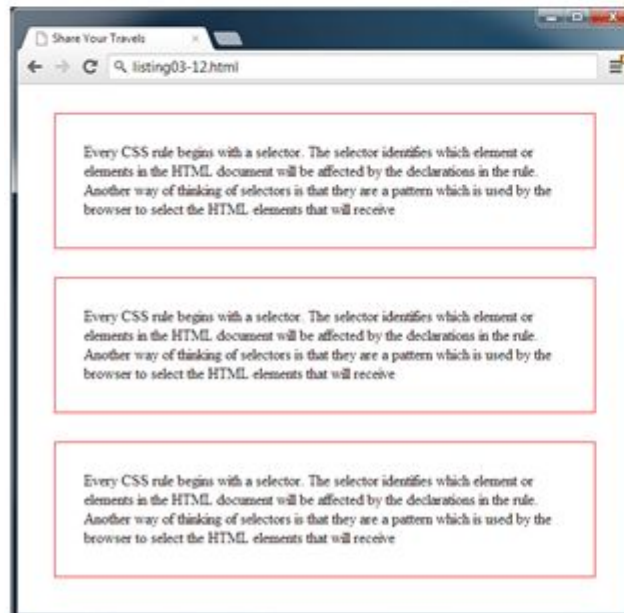 Share Your Travels
listing03-12.html
Every CSS rule begins with a selector. The selector identifies which element or
elements in the HTML document will be affected by the declarations in the rule.
Another way of thinking of selectors is that they are a pattern which is used by the
browser to select the HTML elements that will receive
Every CSS rule begins with a selector. The selector identifies which element or
elements in the HTML document will be affected by the declarations in the rule.
Another way of thinking of selectors is that they are a pattern which is used by the
browser to select the HTML elements that will receive
Every CSS rule begins with a selector. The selector identifies which element or
elements in the HTML document will be affected by the declarations in the rule.
Another way of thinking of selectors is that they are a pattern which is used by the
browser to select the HTML elements that will receive